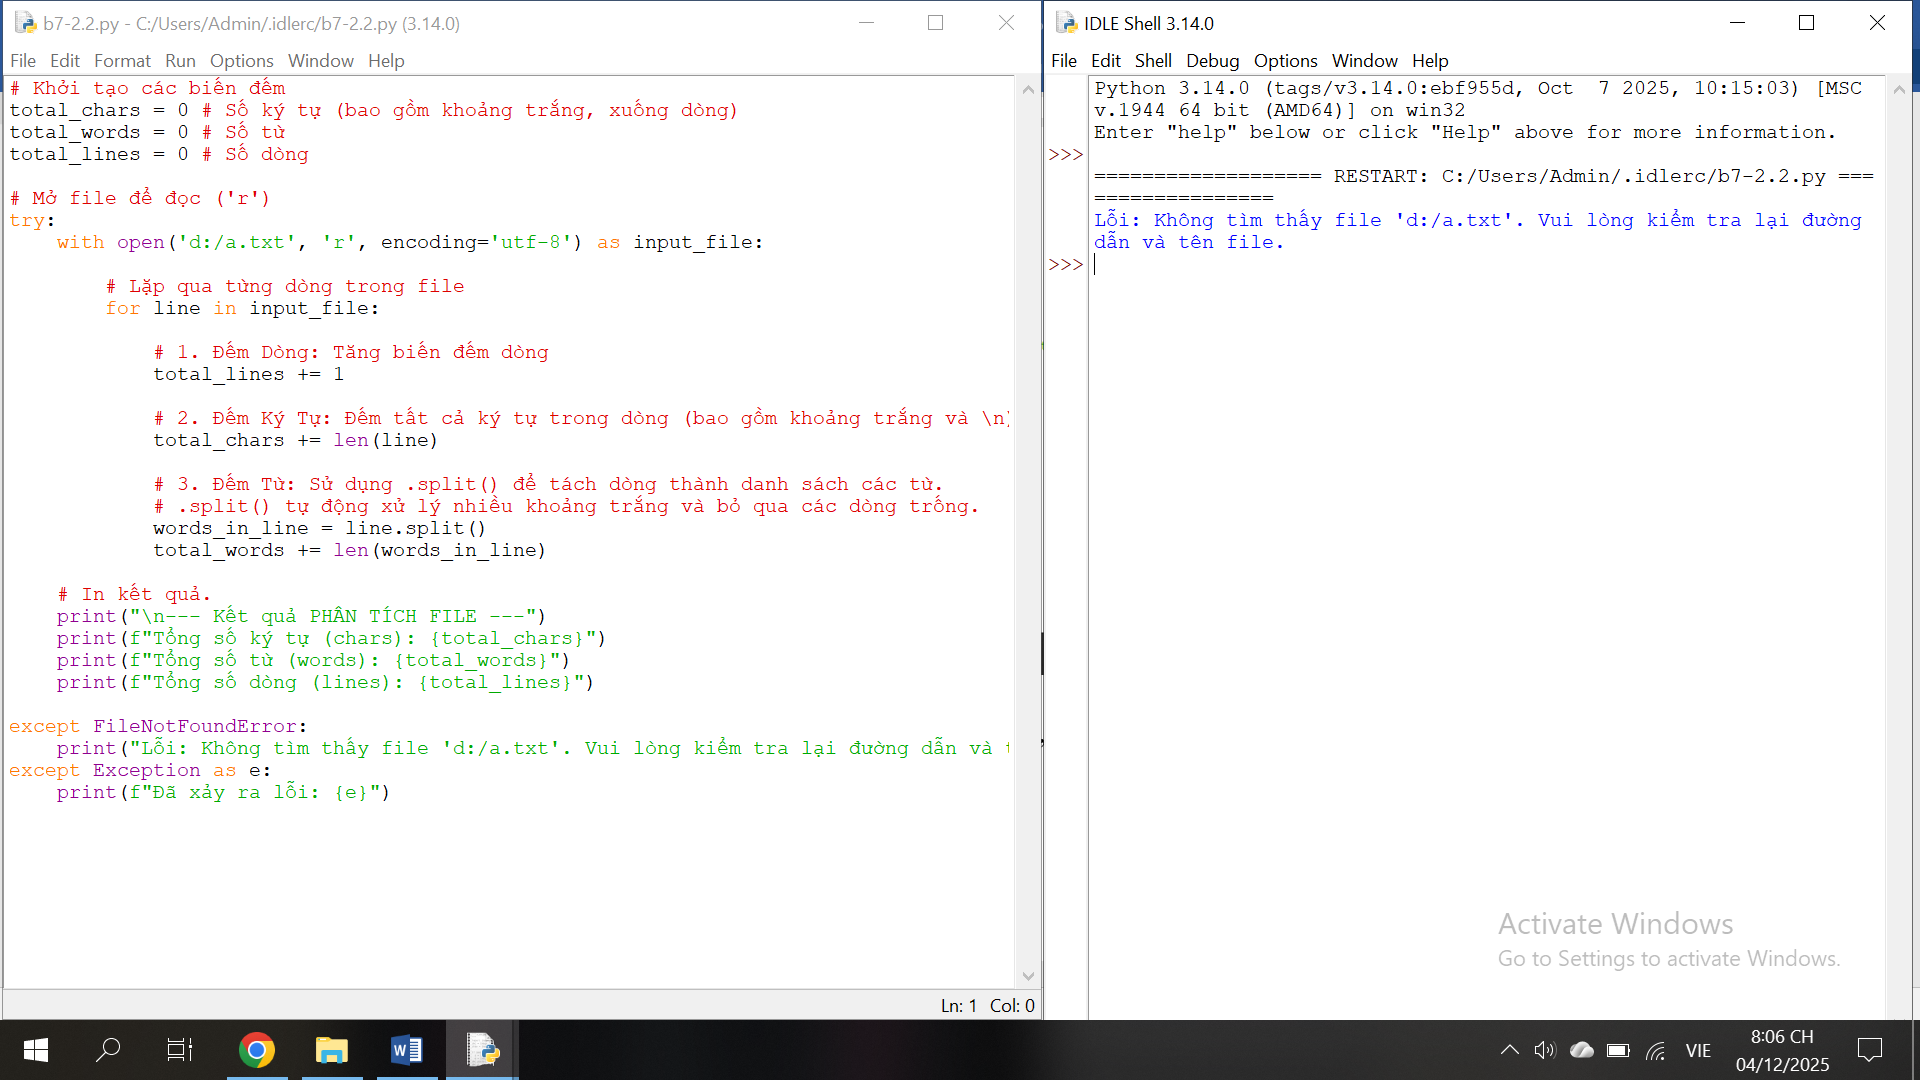 b7-2.2.py - C:/Users/Admin/.idlerc/b7-2.2.py (3.14.0)
File Edit Format Run Options Window Help
# Khởi tạo các biến đếm
total_chars = 0 # Số ký tự (bao gồm khoảng trắng, xuống dòng)
total_words = 0 # Số từ
total_lines = 0 # Số dòng
# Mở file để đọc ('r')
try:
    with open('d:/a.txt', 'r', encoding='utf-8') as input_file:
        # Lặp qua từng dòng trong file
        for line in input_file:
            # 1. Đếm Dòng: Tăng biến đếm dòng
            total_lines += 1
            # 2. Đếm Ký Tự: Đếm tất cả ký tự trong dòng (bao gồm khoảng trắng và \n)
            total_chars += len(line)
            # 3. Đếm Từ: Sử dụng .split() để tách dòng thành danh sách các từ.
            # .split() tự động xử lý nhiều khoảng trắng và bỏ qua các dòng trống.
            words_in_line = line.split()
            total_words += len(words_in_line)
    # In kết quả.
    print("\n--- Kết quả PHÂN TÍCH FILE ---")
    print(f"Tổng số ký tự (chars): {total_chars}")
    print(f"Tổng số từ (words): {total_words}")
    print(f"Tổng số dòng (lines): {total_lines}")
except FileNotFoundError:
    print("Lỗi: Không tìm thấy file 'd:/a.txt'. Vui lòng kiểm tra lại đường dẫn và
except Exception as e:
    print(f"Đã xảy ra lỗi: {e}")
Ln: 1 Col: 0
IDLE Shell 3.14.0
File Edit Shell Debug Options Window Help
Python 3.14.0 (tags/v3.14.0:ebf955d, Oct  7 2025, 10:15:03) [MSC
v.1944 64 bit (AMD64)] on win32
Enter "help" below or click "Help" above for more information.
>>>
=================== RESTART: C:/Users/Admin/.idlerc/b7-2.2.py ===
===============
Lỗi: Không tìm thấy file 'd:/a.txt'. Vui lòng kiểm tra lại đường
dẫn và tên file.
>>>
Activate Windows
Go to Settings to activate Windows.
VIE
8:06 CH
04/12/2025